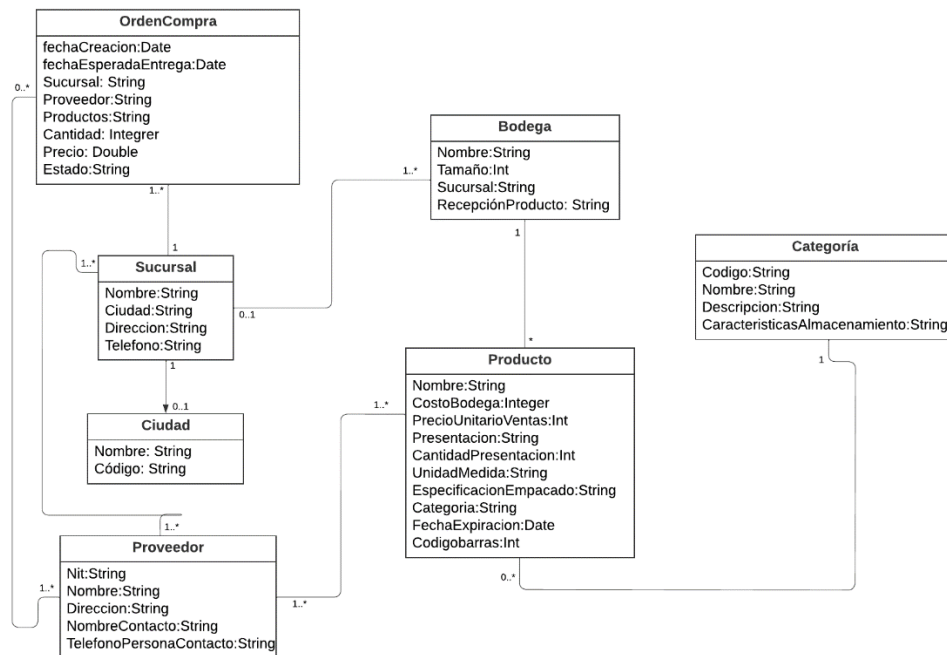 OrdenCompra
fechaCreacion:Date
fechaEsperadaEntrega:Date
Sucursal: String
Proveedor:String
Productos:String
Cantidad: Integrer
Precio: Double
Estado:String
0..*
1..*
1
Bodega
Nombre:String
Tamaño:Int
Sucursal:String
RecepciónProducto: String
1..*
1
Categoría
Codigo:String
Nombre:String
Descripcion:String
CaracteristicasAlmacenamiento:String
1
1..*
Sucursal
Nombre:String
Ciudad:String
Direccion:String
Telefono:String
0..1
1
0..1
Ciudad
Nombre: String
Código: String
*
Producto
Nombre:String
CostoBodega:Integer
PrecioUnitarioVentas:Int
Presentacion:String
CantidadPresentacion:Int
UnidadMedida:String
EspecificacionEmpacado:String
Categoria:String
FechaExpiracion:Date
Codigobarras:Int
1..*
0..*
1..*
Proveedor
Nit:String
Nombre:String
Direccion:String
NombreContacto:String
TelefonoPersonaContacto:String
1..*
1..*